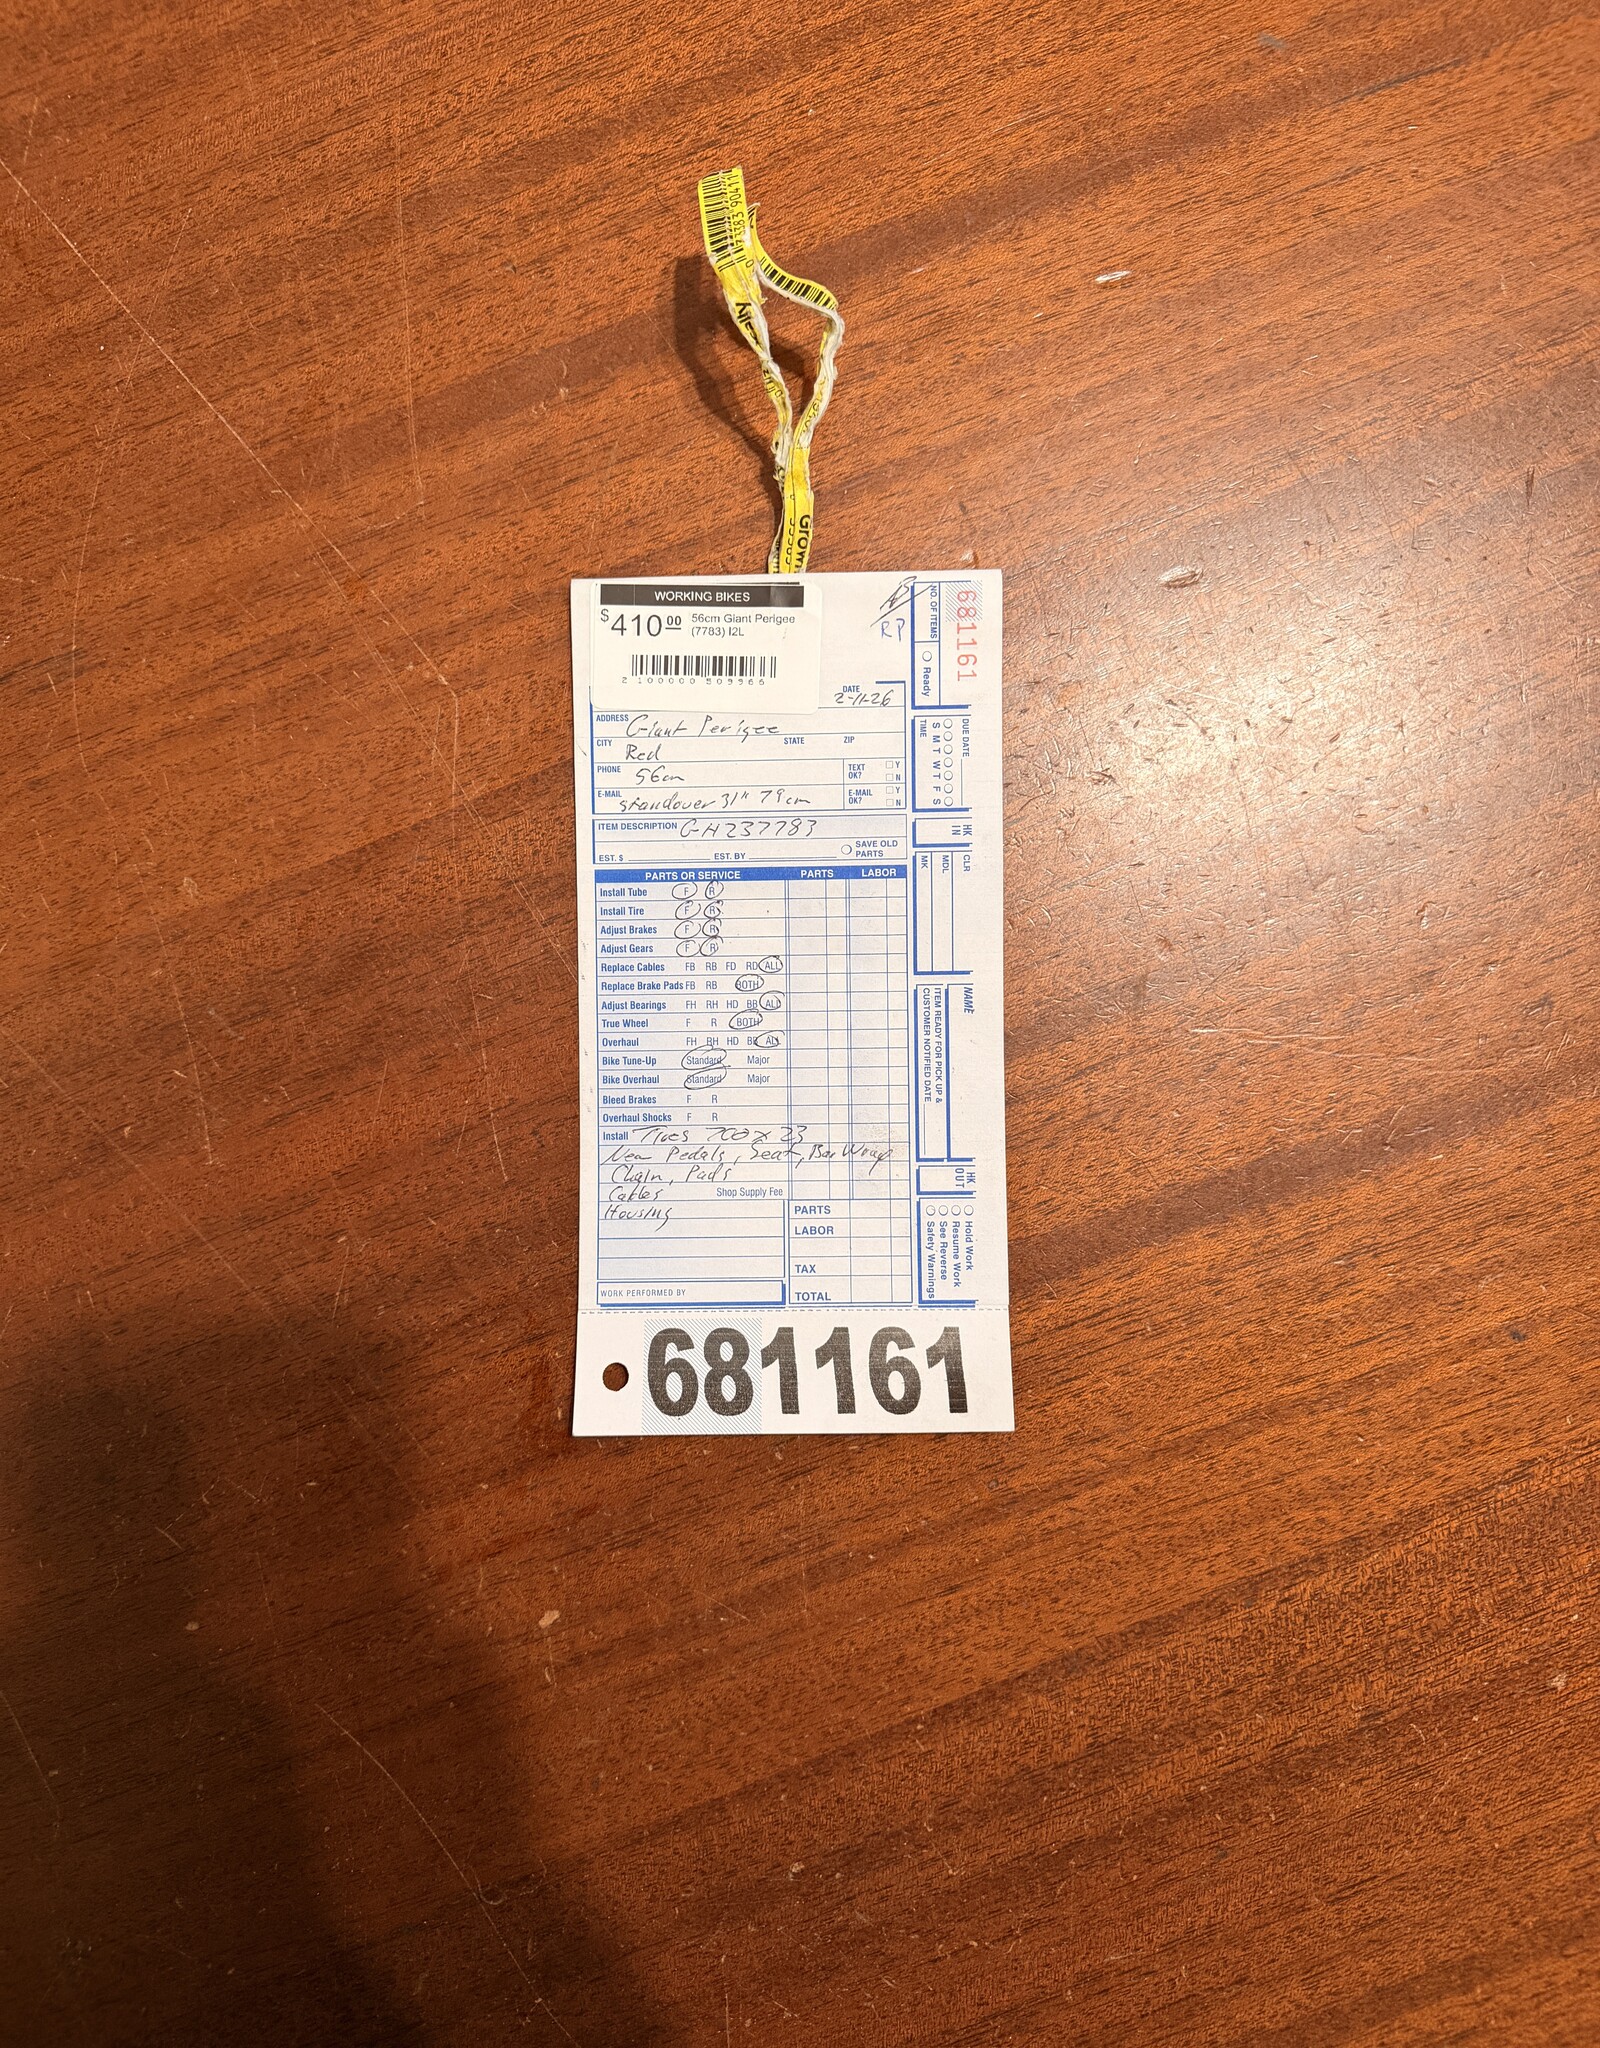 WORKING BIKES
$410.00 56cm Giant Perigee
(7783) I2L
2 100000 509966
RP
DATE
2-11-26
ADDRESS Giant Perigee
CITY Red STATE ZIP
PHONE 56cm TEXT OK? Y N
E-MAIL standover 31" 79cm E-MAIL OK? Y N
ITEM DESCRIPTION GH237783
EST. $ EST. BY SAVE OLD PARTS
PARTS OR SERVICE PARTS LABOR
Install Tube F R
Install Tire F R
Adjust Brakes F R
Adjust Gears F R
Replace Cables FB RB FD RD ALL
Replace Brake Pads FB RB BOTH
Adjust Bearings FH RH HD BB ALL
True Wheel F R BOTH
Overhaul FH RH HD BB ALL
Bike Tune-Up Standard Major
Bike Overhaul Standard Major
Bleed Brakes F R
Overhaul Shocks F R
Install Tires 700 x 23
New Pedals, Seat, Bar Wrap
Chain, Pads
Cables Shop Supply Fee
Housing PARTS
LABOR
TAX
WORK PERFORMED BY TOTAL
681161
681161
NO. OF ITEMS Ready
DUE DATE
S M T W T F S
TIME
HK IN
CLR
MDL
MK
NAME
ITEM READY FOR PICK UP &
CUSTOMER NOTIFIED DATE
HK OUT
Hold Work
Resume Work
See Reverse
Safety Warnings
Grow